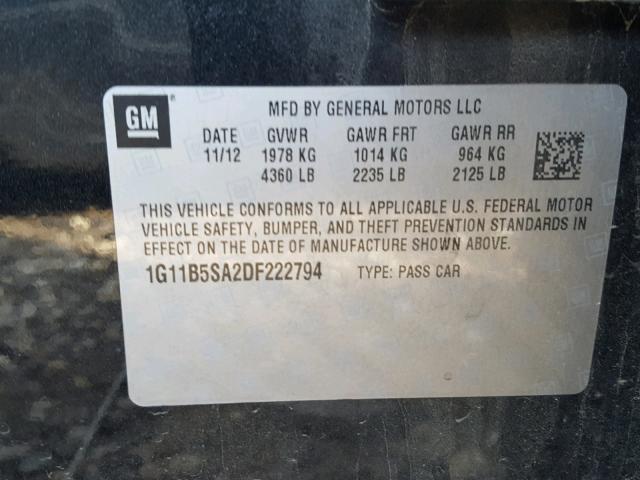 GM MFD BY GENERAL MOTORS LLC
DATE GVWR GAWR FRT GAWR RR
11/12 1978 KG 1014 KG 964 KG
4360 LB 2235 LB 2125 LB
THIS VEHICLE CONFORMS TO ALL APPLICABLE U.S. FEDERAL MOTOR
VEHICLE SAFETY, BUMPER, AND THEFT PREVENTION STANDARDS IN
EFFECT ON THE DATE OF MANUFACTURE SHOWN ABOVE.
1G11B5SA2DF222794 TYPE: PASS CAR